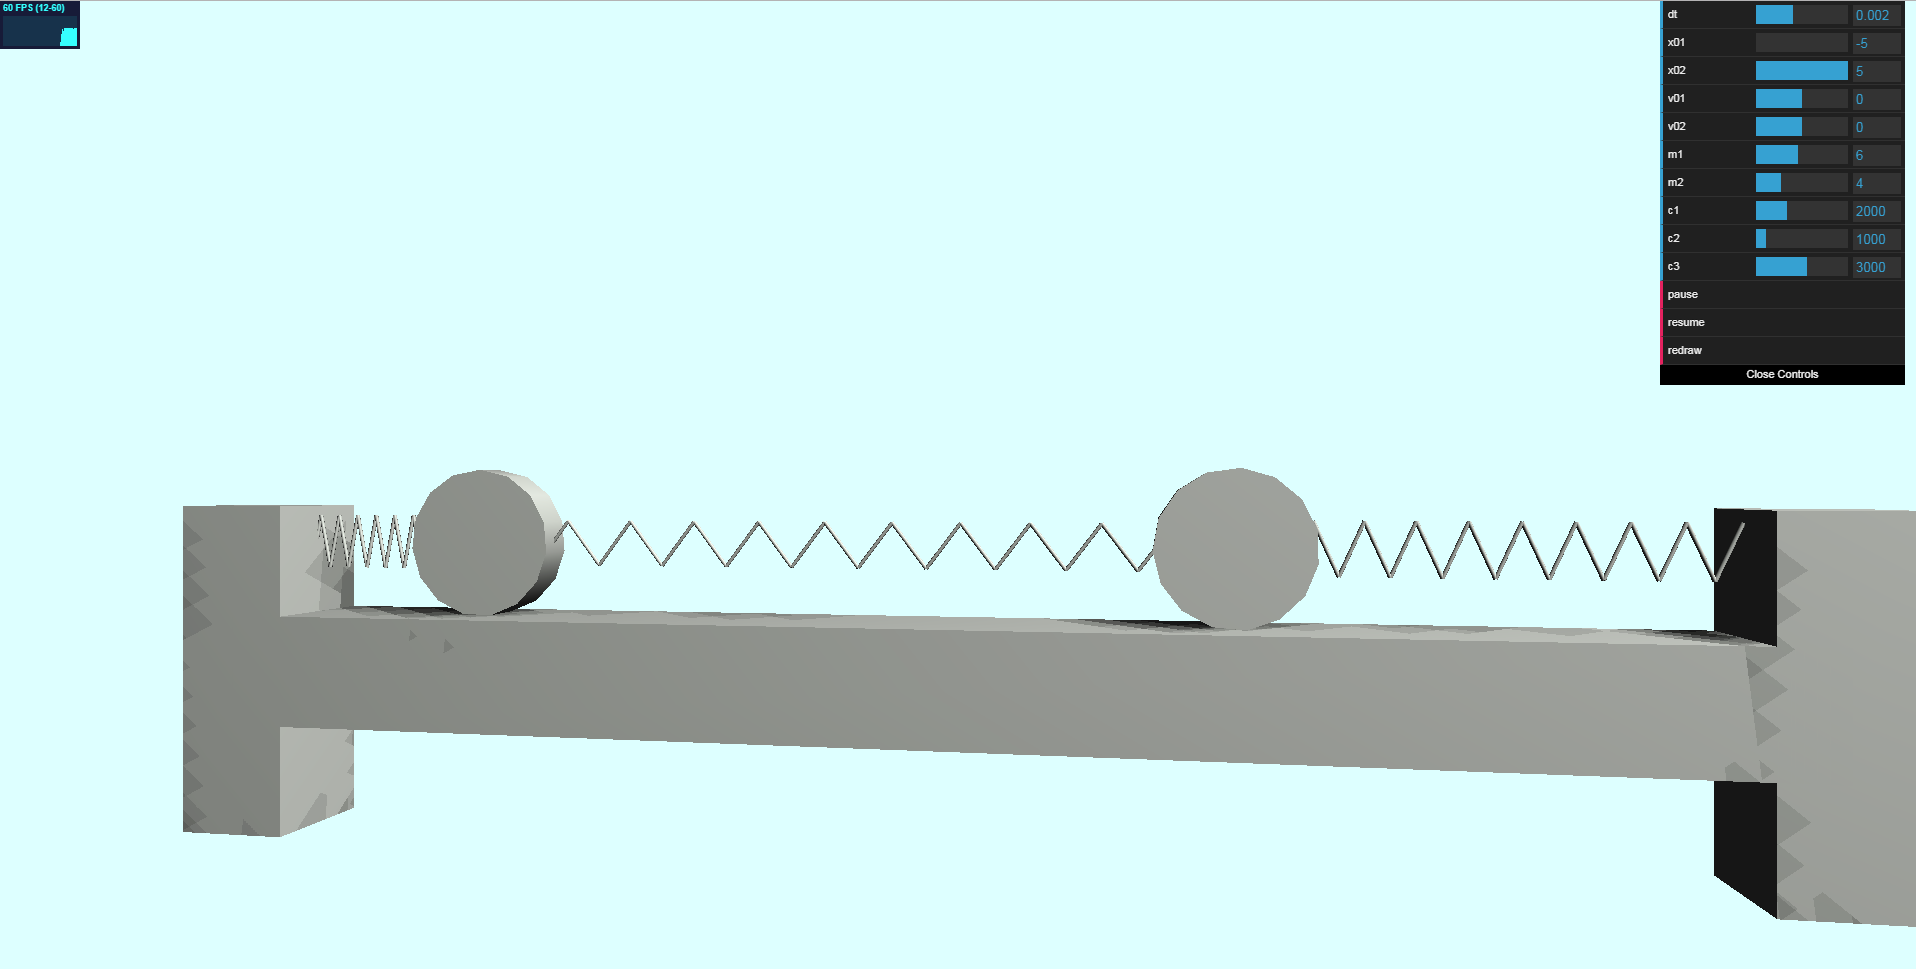 60 FPS (12-60)
dt 0.002
x01 -5
x02 5
v01 0
v02 0
m1 6
m2 4
c1 2000
c2 1000
c3 3000
pause
resume
redraw
Close Controls